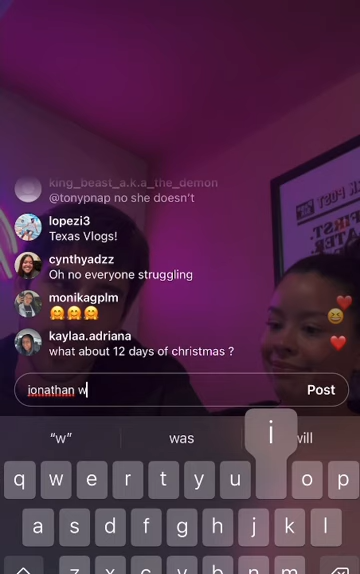 king_beast_a.k.a_the_demon
@tonypnap no she doesn't
lopezi3
Texas Vlogs!
cynthyadzz
Oh no everyone struggling
monikagplm
🤗🤗🤗
kaylaa.adriana
what about 12 days of christmas ?
jonathan w Post
"w" was will
i
q w e r t y u o p
a s d f g h j k l
z x c v b n m